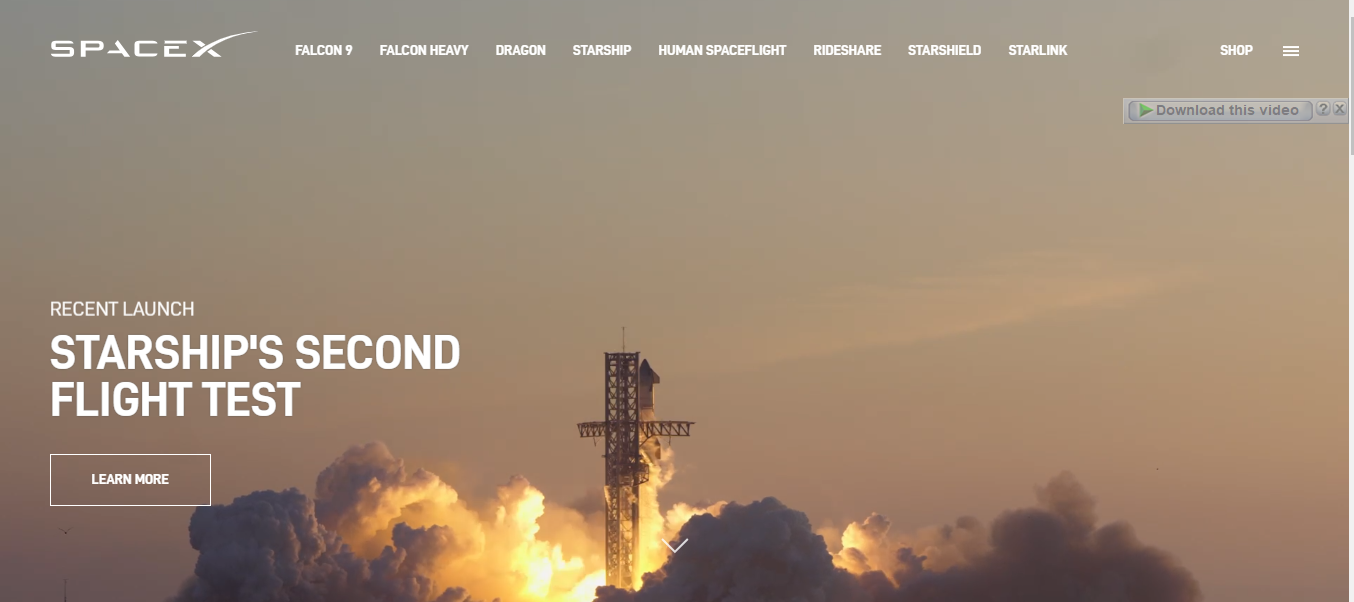 SPACEX
FALCON 9 FALCON HEAVY DRAGON STARSHIP HUMAN SPACEFLIGHT RIDESHARE STARSHIELD STARLINK SHOP
Download this video ? X
RECENT LAUNCH
STARSHIP'S SECOND
FLIGHT TEST
LEARN MORE